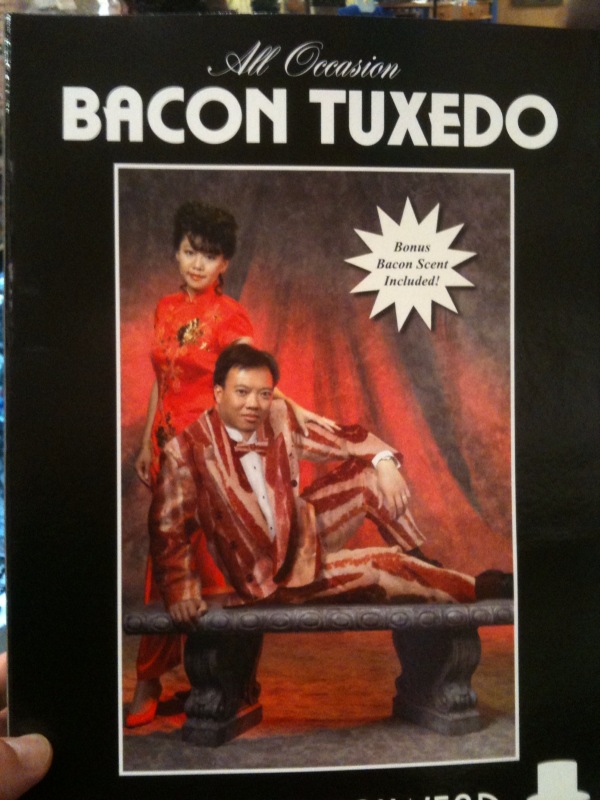 All Occasion
BACON TUXEDO
Bonus
Bacon Scent
Included!